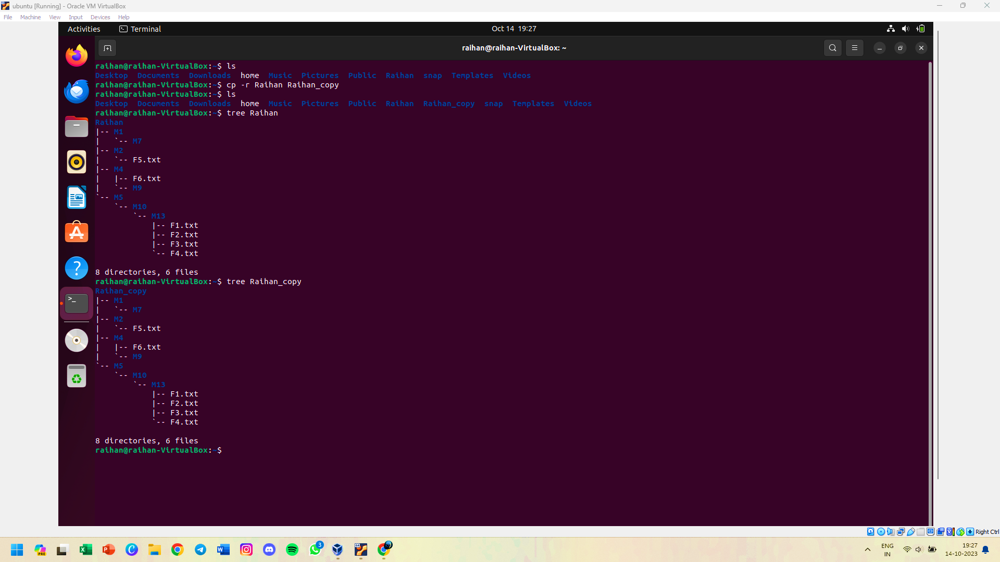 ubuntu [Running] - Oracle VM VirtualBox
File Machine View Input Devices Help
Activities Terminal Oct 14 19:27
raihan@raihan-VirtualBox: ~
raihan@raihan-VirtualBox:~$ ls
Desktop Documents Downloads home Music Pictures Public Raihan snap Templates Videos
raihan@raihan-VirtualBox:~$ cp -r Raihan Raihan_copy
raihan@raihan-VirtualBox:~$ ls
Desktop Documents Downloads home Music Pictures Public Raihan Raihan_copy snap Templates Videos
raihan@raihan-VirtualBox:~$ tree Raihan
Raihan
|-- M1
|   `-- M7
|-- M2
|   `-- F5.txt
|-- M4
|   |-- F6.txt
|   `-- M9
`-- M5
    `-- M10
        `-- M13
            |-- F1.txt
            |-- F2.txt
            |-- F3.txt
            `-- F4.txt
8 directories, 6 files
raihan@raihan-VirtualBox:~$ tree Raihan_copy
Raihan_copy
|-- M1
|   `-- M7
|-- M2
|   `-- F5.txt
|-- M4
|   |-- F6.txt
|   `-- M9
`-- M5
    `-- M10
        `-- M13
            |-- F1.txt
            |-- F2.txt
            |-- F3.txt
            `-- F4.txt
8 directories, 6 files
raihan@raihan-VirtualBox:~$
Right Ctrl
PRE
3
ENG
IN
19:27
14-10-2023